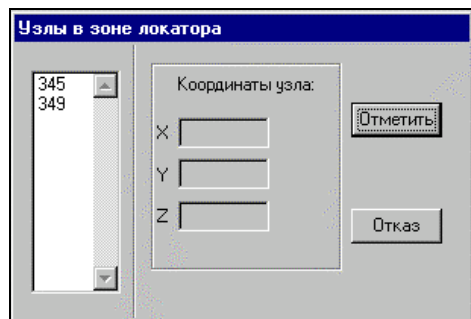 Узлы в зоне локатора
345
349
Координаты узла:
X
Y
Z
Отметить
Отказ